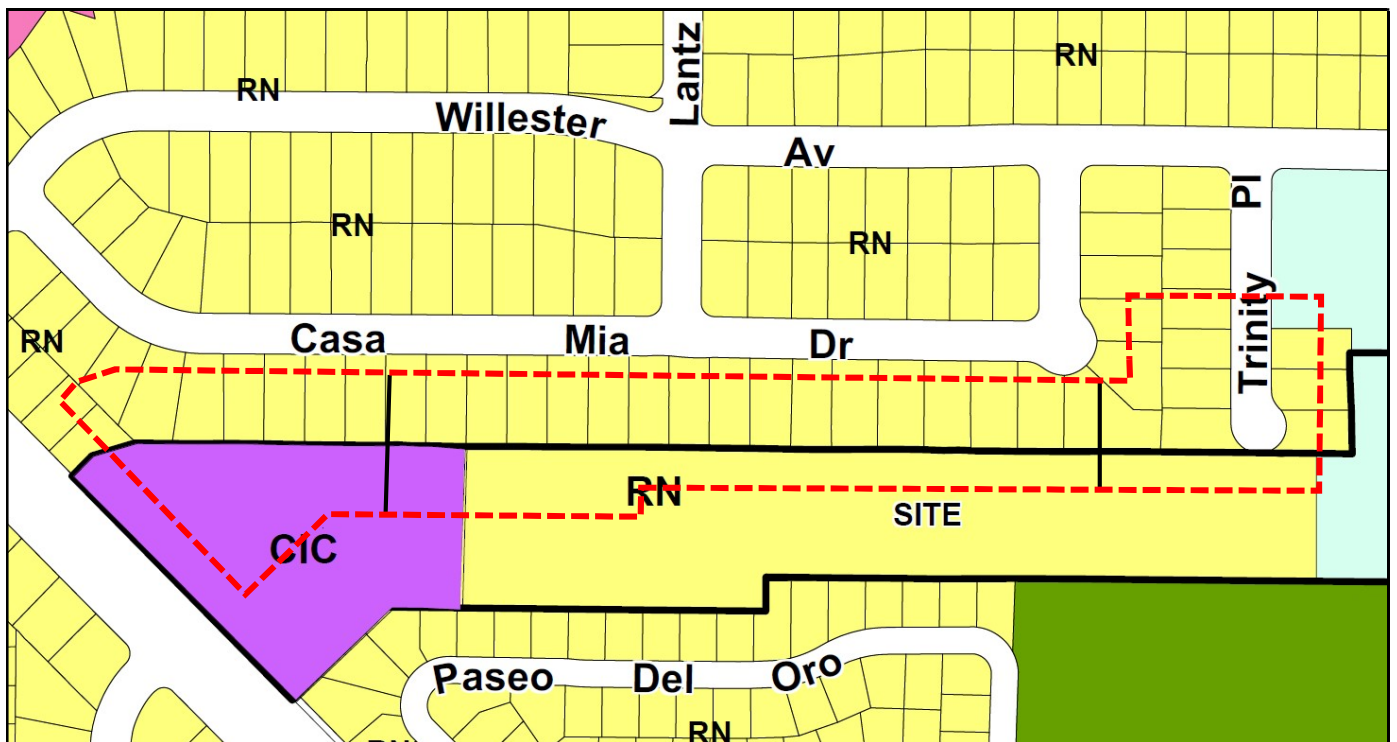 Lantz
RN
RN
Willester
Av
Pl
RN
RN
Trinity
RN
Casa
Mia
Dr
RN
SITE
CIC
Paseo
Del
Oro
RN